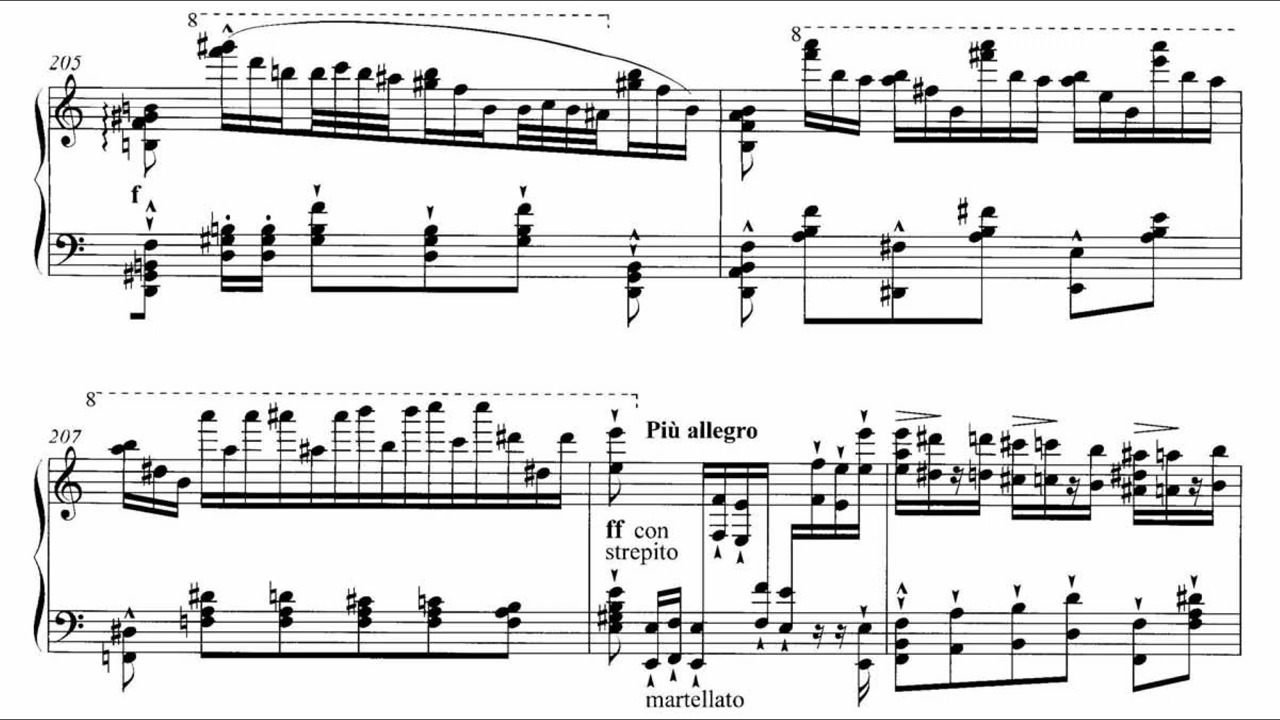 8
8
205
f
8
207
Più allegro
ff con
strepito
martellato